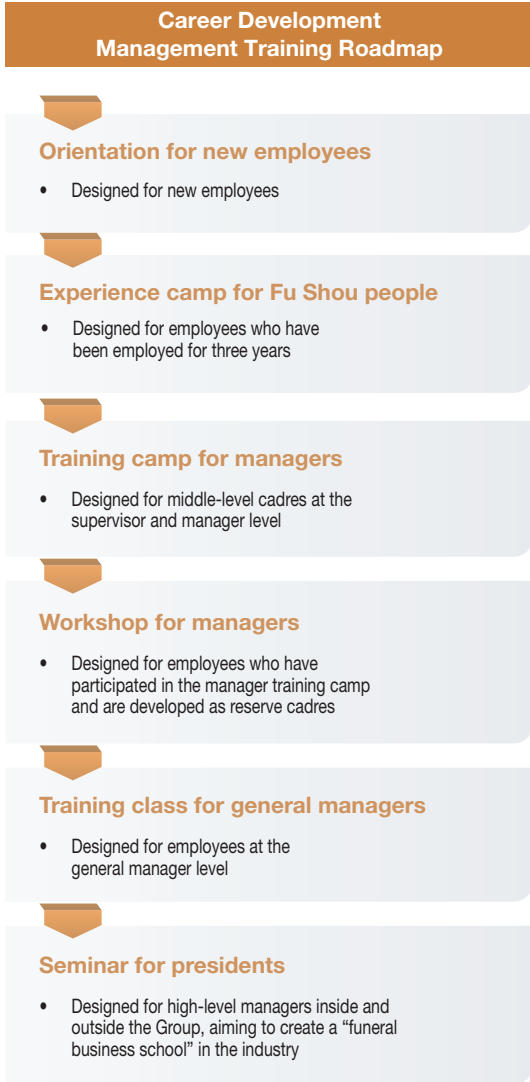 Career Development
Management Training Roadmap
Orientation for new employees
• Designed for new employees
Experience camp for Fu Shou people
• Designed for employees who have
been employed for three years
Training camp for managers
• Designed for middle-level cadres at the
supervisor and manager level
Workshop for managers
• Designed for employees who have
participated in the manager training camp
and are developed as reserve cadres
Training class for general managers
• Designed for employees at the
general manager level
Seminar for presidents
• Designed for high-level managers inside and
outside the Group, aiming to create a “funeral
business school” in the industry